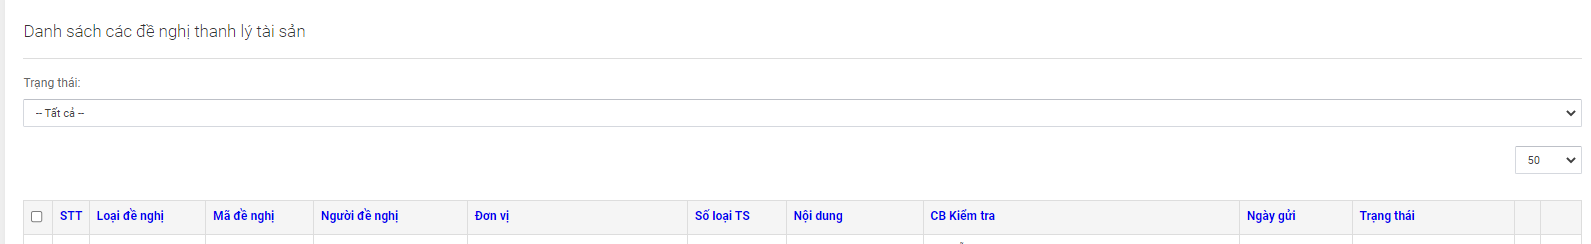 Danh sách các đề nghị thanh lý tài sản
Trạng thái:
-- Tất cả --
50
STT Loại đề nghị Mã đề nghị Người đề nghị Đơn vị Số loại TS Nội dung CB Kiểm tra Ngày gửi Trạng thái